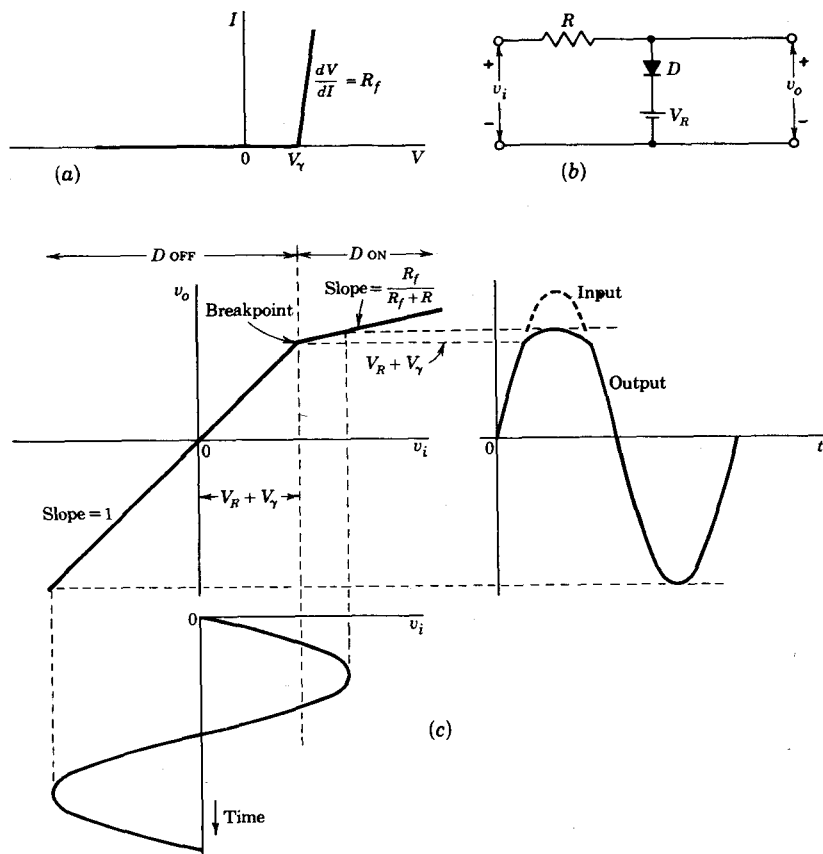 I
dV/dI = R_f
0
V_γ
V
(a)
R
+
v_i
-
D
V_R
+
v_o
-
(b)
D OFF
D ON
v_o
Slope = R_f/(R_f + R)
Breakpoint
V_R + V_γ
0
v_i
V_R + V_γ
Slope = 1
Input
Output
0
t
0
v_i
(c)
Time